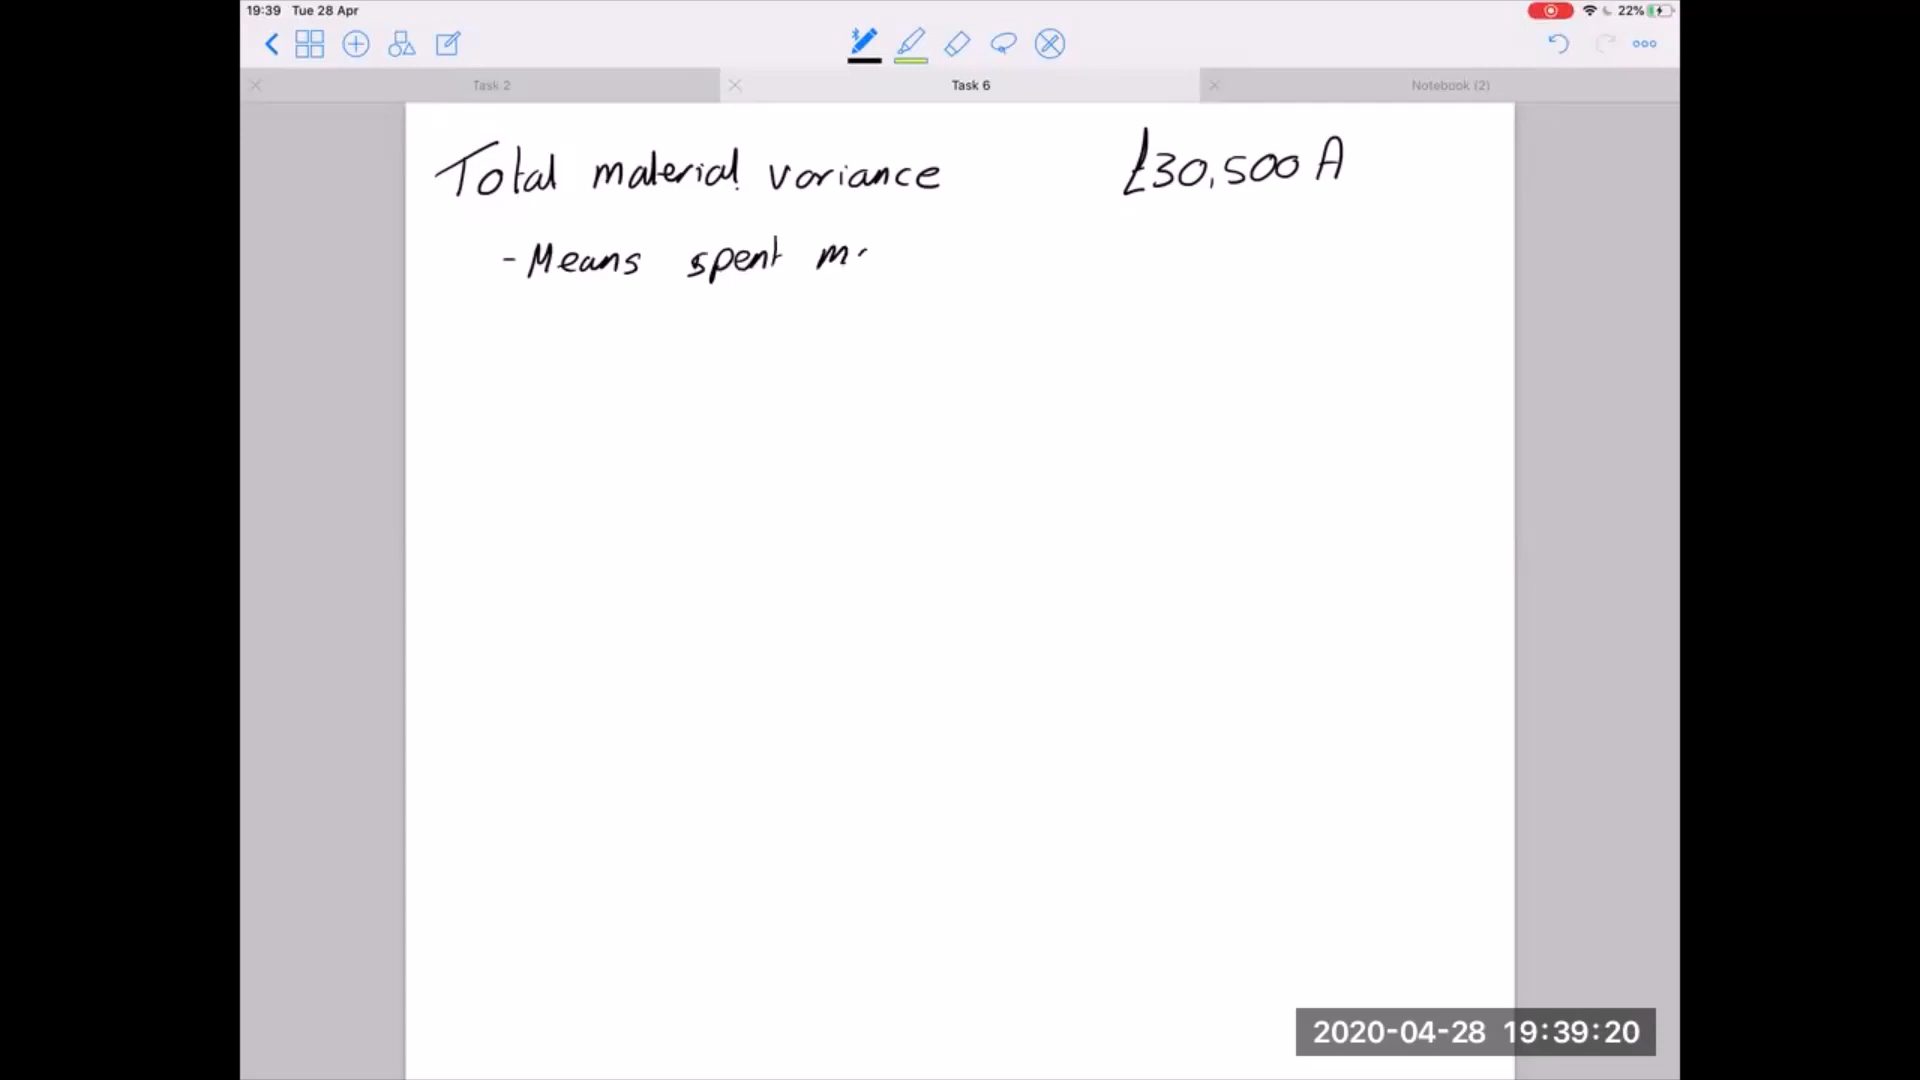 19:39 Tue 28 Apr 22%
Task 2 Task 6 Notebook (2)
Total material variance £30,500 A
- Means spent m
2020-04-28 19:39:20